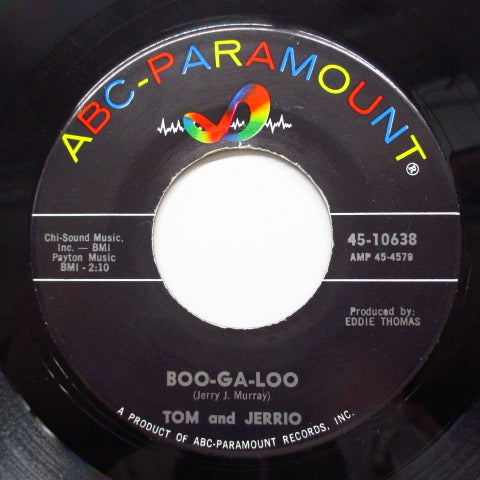 ABC-PARAMOUNT®
Chi-Sound Music,
Inc. — BMI
Payton Music
BMI - 2:10
45-10638
AMP 45-4579
Produced by:
EDDIE THOMAS
BOO-GA-LOO
(Jerry J. Murray)
TOM and JERRIO
A PRODUCT OF ABC-PARAMOUNT RECORDS, INC.